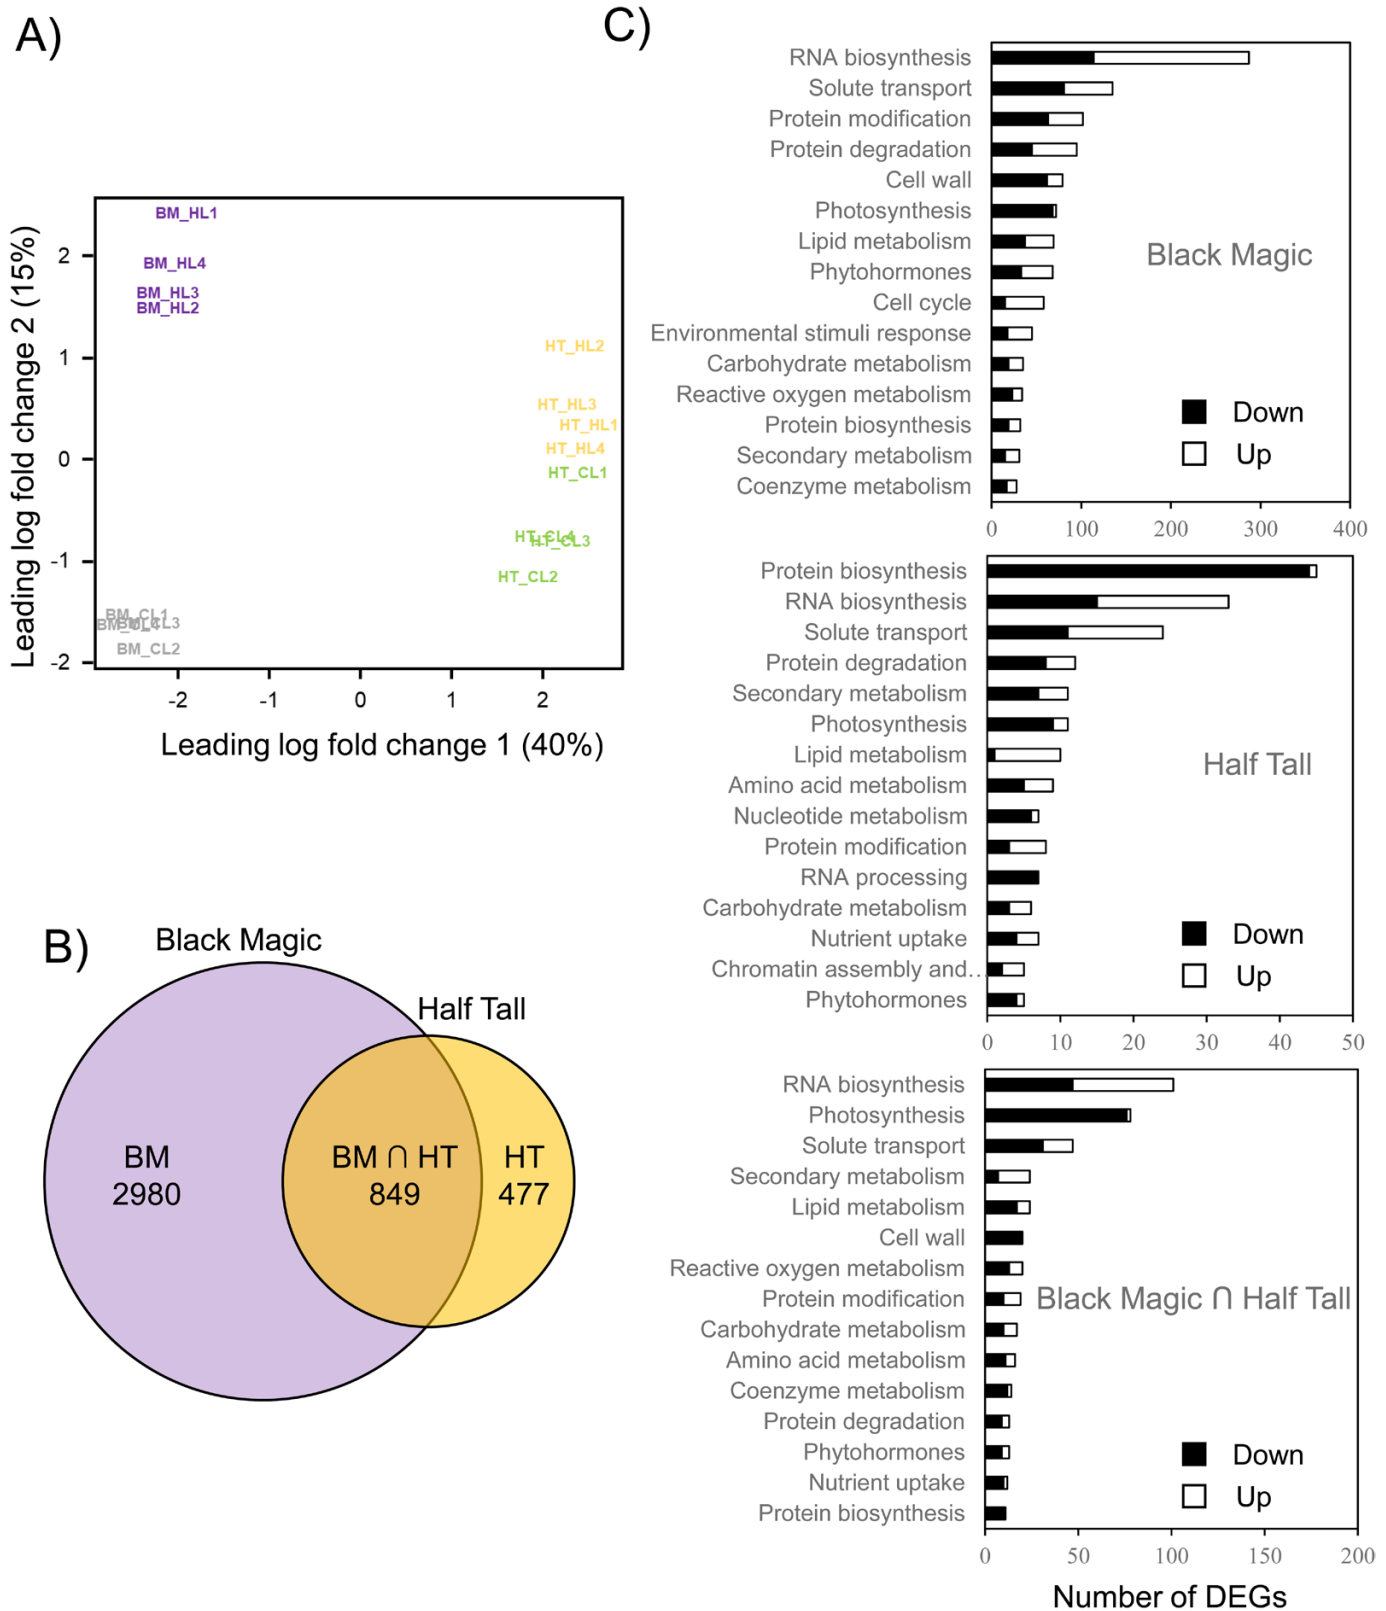 A)
BM_HL1
BM_HL4
BM_HL3
BM_HL2
HT_HL2
HT_HL3
HT_HL1
HT_HL4
HT_CL1
HT_CL4
HT_CL3
HT_CL2
BM_CL1
BM_CL4
BM_CL3
BM_CL2
2
1
0
-1
-2
Leading log fold change 2 (15%)
-2 -1 0 1 2
Leading log fold change 1 (40%)
B)
Black Magic
Half Tall
BM
2980
BM ∩ HT
849
HT
477
C)
RNA biosynthesis
Solute transport
Protein modification
Protein degradation
Cell wall
Photosynthesis
Lipid metabolism
Phytohormones
Cell cycle
Environmental stimuli response
Carbohydrate metabolism
Reactive oxygen metabolism
Protein biosynthesis
Secondary metabolism
Coenzyme metabolism
Black Magic
Down
Up
0 100 200 300 400
Protein biosynthesis
RNA biosynthesis
Solute transport
Protein degradation
Secondary metabolism
Photosynthesis
Lipid metabolism
Amino acid metabolism
Nucleotide metabolism
Protein modification
RNA processing
Carbohydrate metabolism
Nutrient uptake
Chromatin assembly and…
Phytohormones
Half Tall
Down
Up
0 10 20 30 40 50
RNA biosynthesis
Photosynthesis
Solute transport
Secondary metabolism
Lipid metabolism
Cell wall
Reactive oxygen metabolism
Protein modification
Carbohydrate metabolism
Amino acid metabolism
Coenzyme metabolism
Protein degradation
Phytohormones
Nutrient uptake
Protein biosynthesis
Black Magic ∩ Half Tall
Down
Up
0 50 100 150 200
Number of DEGs